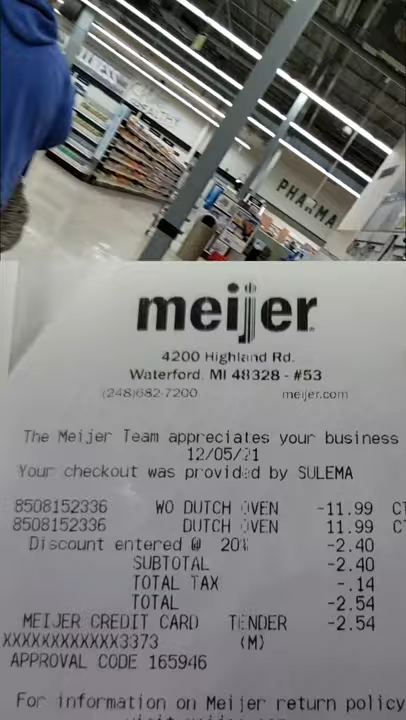 HEALTHY
PHARMA
meijer
4200 Highland Rd.
Waterford, MI 48328 - #53
(248)682-7200 meijer.com
The Meijer Team appreciates your business
12/05/21
Your checkout was provided by SULEMA
8508152336 WO DUTCH OVEN -11.99 CT
8508152336 DUTCH OVEN 11.99 CT
Discount entered @ 20% -2.40
SUBTOTAL -2.40
TOTAL TAX -.14
TOTAL -2.54
MEIJER CREDIT CARD TENDER -2.54
XXXXXXXXXXXX3373 (M)
APPROVAL CODE 165946
For information on Meijer return policy